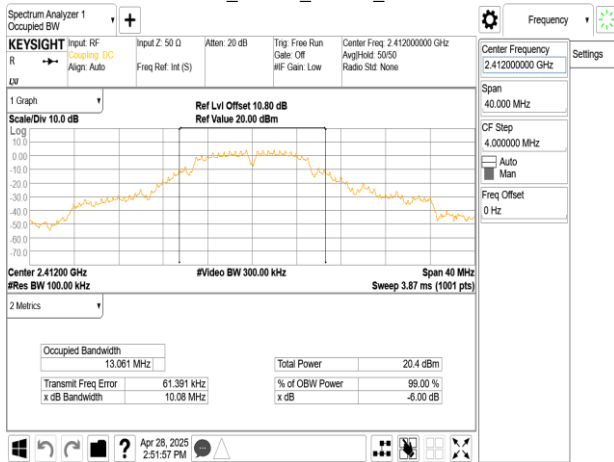 Spectrum Analyzer 1
Occupied BW
+
Frequency
KEYSIGHT
R
LXI
Input: RF
Coupling: DC
Align: Auto
Input Z: 50 Ω
Freq Ref: Int (S)
Atten: 20 dB
Trig: Free Run
Gate: Off
#IF Gain: Low
Center Freq: 2.412000000 GHz
Avg|Hold: 50/50
Radio Std: None
Center Frequency
2.412000000 GHz
Settings
Span
40.000 MHz
CF Step
4.000000 MHz
Auto
Man
Freq Offset
0 Hz
1 Graph
Scale/Div 10.0 dB
Ref Lvl Offset 10.80 dB
Ref Value 20.00 dBm
Log
10.0
0.00
-10.0
-20.0
-30.0
-40.0
-50.0
-60.0
-70.0
Center 2.41200 GHz
#Res BW 100.00 kHz
#Video BW 300.00 kHz
Span 40 MHz
Sweep 3.87 ms (1001 pts)
2 Metrics
Occupied Bandwidth
13.061 MHz
Transmit Freq Error 61.391 kHz
x dB Bandwidth 10.08 MHz
Total Power 20.4 dBm
% of OBW Power 99.00 %
x dB -6.00 dB
?
Apr 28, 2025
2:51:57 PM